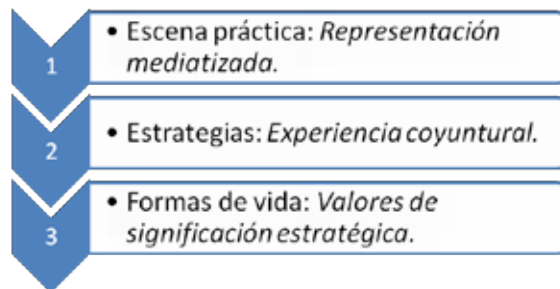 1
• Escena práctica: Representación
mediatizada.
2
• Estrategias: Experiencia coyuntural.
3
• Formas de vida: Valores de
significación estratégica.